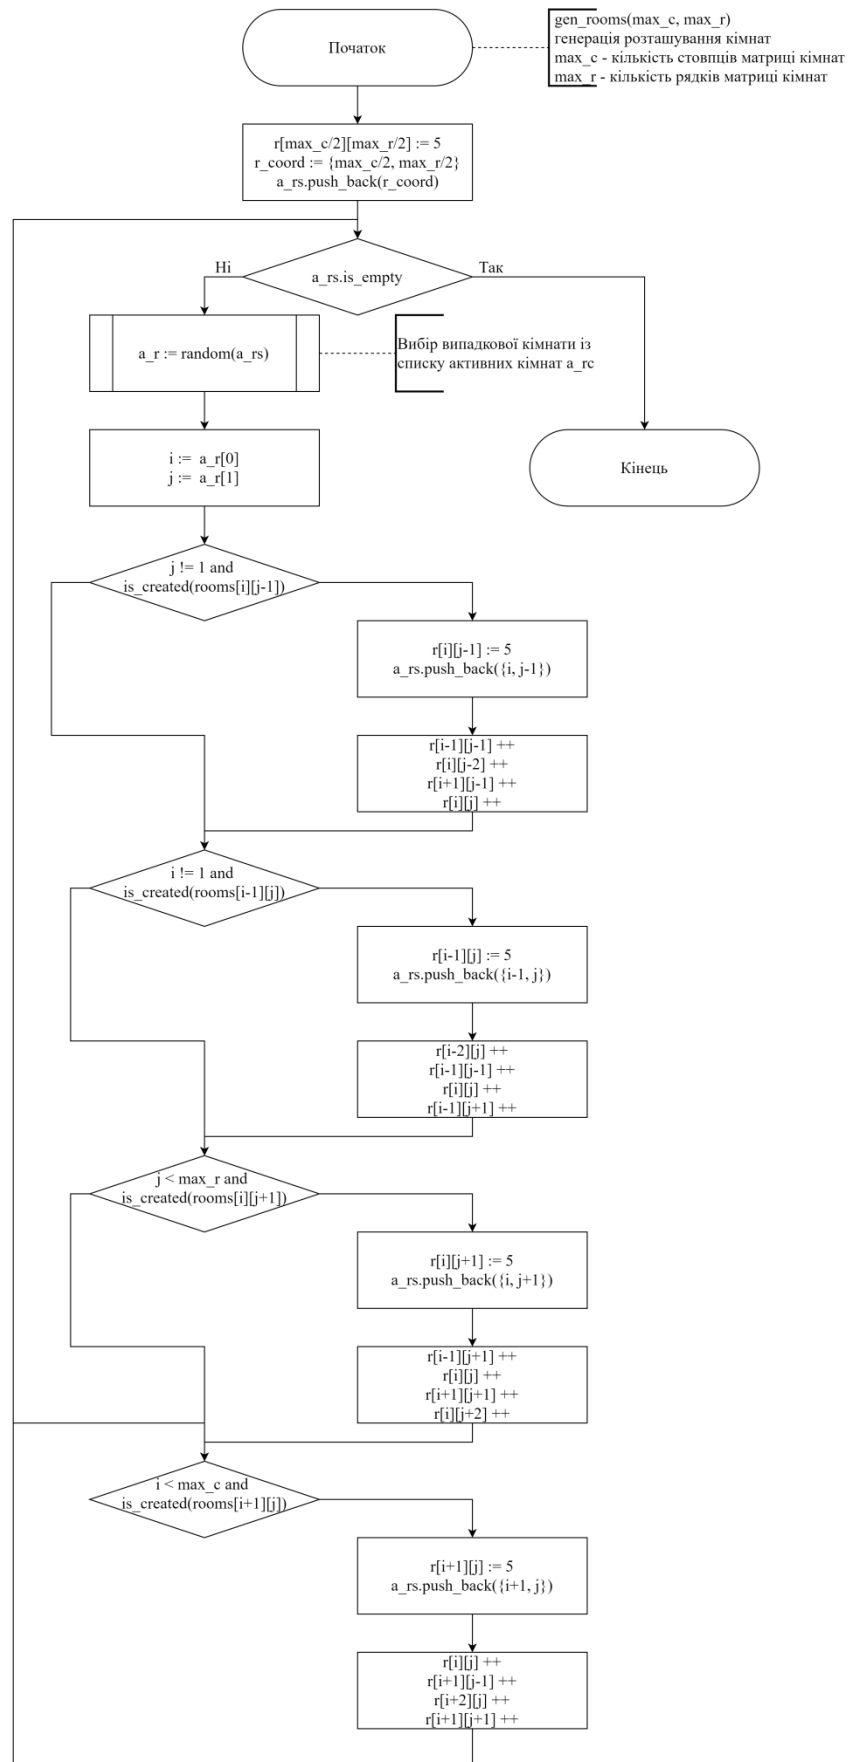 Початок
gen_rooms(max_c, max_r)
генерація розташування кімнат
max_c - кількість стовпців матриці кімнат
max_r - кількість рядків матриці кімнат
r[max_c/2][max_r/2] := 5
r_coord := {max_c/2, max_r/2}
a_rs.push_back(r_coord)
Ні
a_rs.is_empty
Так
a_r := random(a_rs)
Вибір випадкової кімнати із
списку активних кімнат a_rc
i := a_r[0]
j := a_r[1]
Кінець
j != 1 and
is_created(rooms[i][j-1])
r[i][j-1] := 5
a_rs.push_back({i, j-1})
r[i-1][j-1] ++
r[i][j-2] ++
r[i+1][j-1] ++
r[i][j] ++
i != 1 and
is_created(rooms[i-1][j])
r[i-1][j] := 5
a_rs.push_back({i-1, j})
r[i-2][j] ++
r[i-1][j-1] ++
r[i][j] ++
r[i-1][j+1] ++
j < max_r and
is_created(rooms[i][j+1])
r[i][j+1] := 5
a_rs.push_back({i, j+1})
r[i-1][j+1] ++
r[i][j] ++
r[i+1][j+1] ++
r[i][j+2] ++
i < max_c and
is_created(rooms[i+1][j])
r[i+1][j] := 5
a_rs.push_back({i+1, j})
r[i][j] ++
r[i+1][j-1] ++
r[i+2][j] ++
r[i+1][j+1] ++